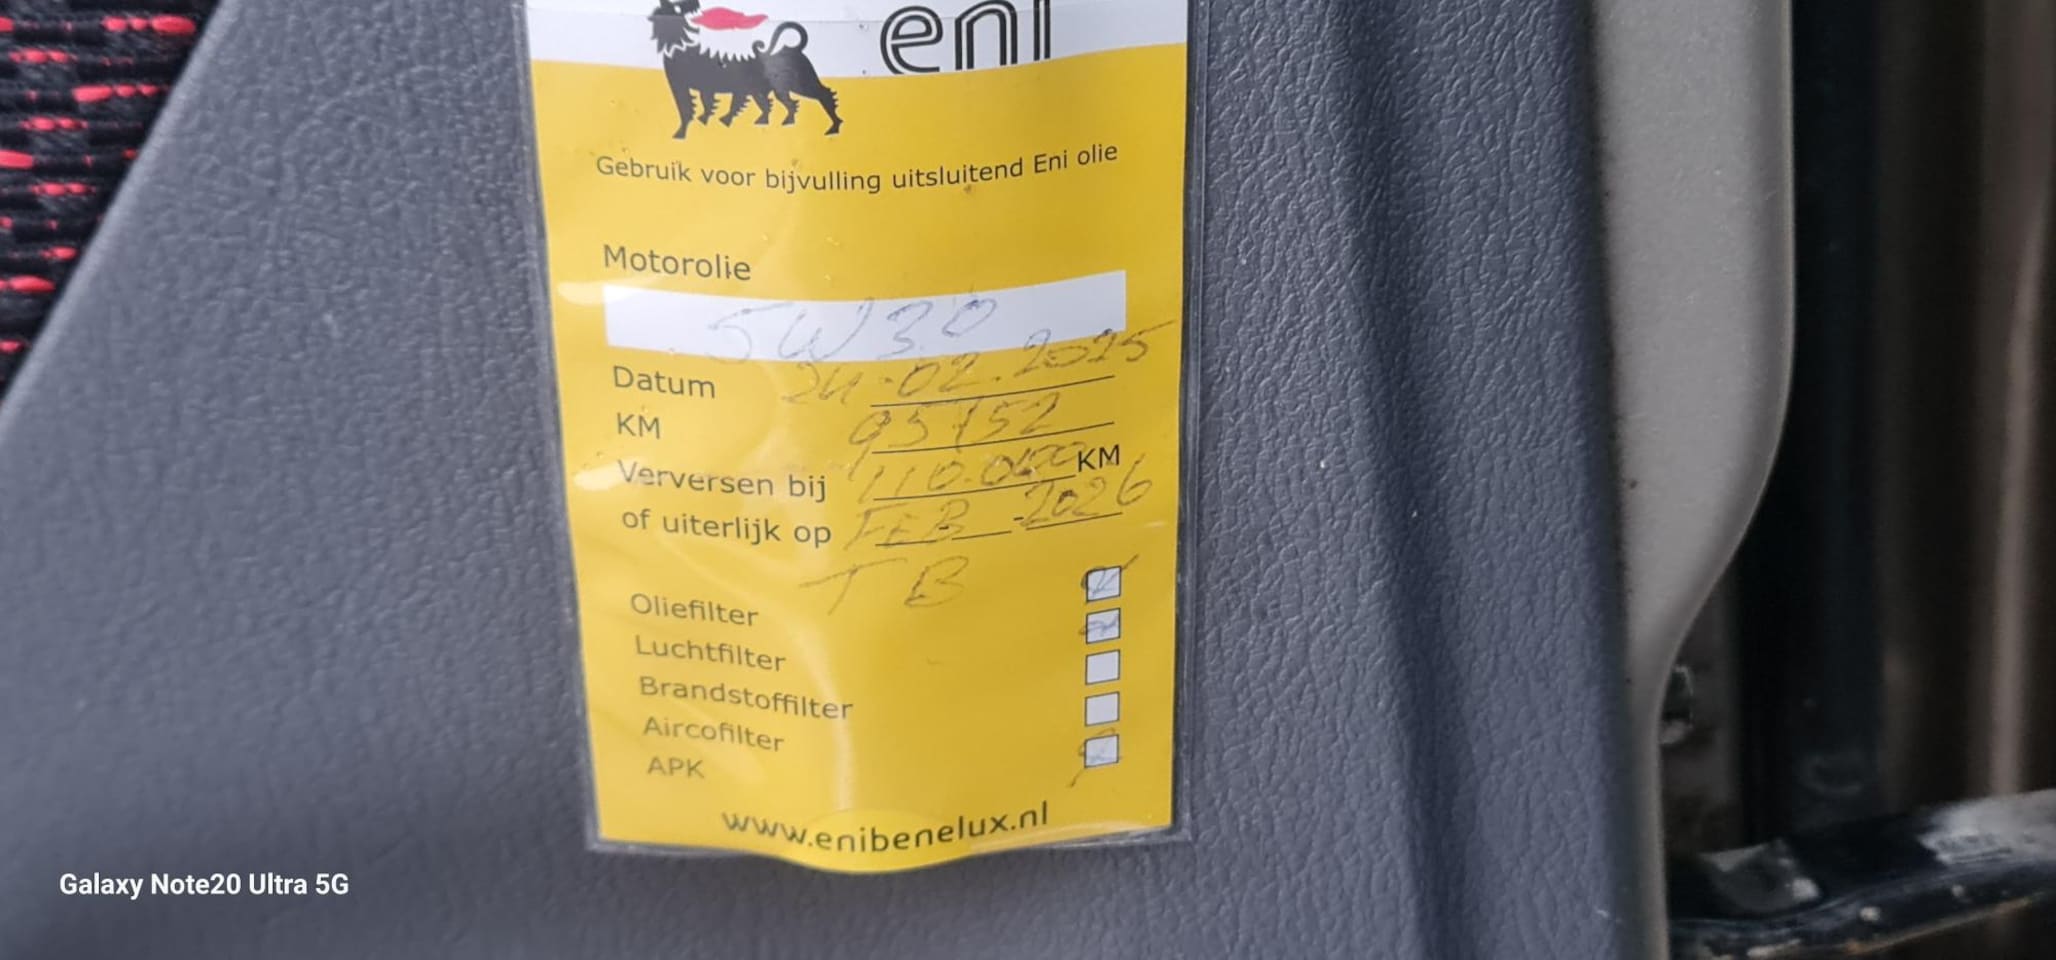 eni
Gebruik voor bijvulling uitsluitend Eni olie
Motorolie
5W30
Datum 24.02.2025
KM 95752
Verversen bij 110.000 KM
of uiterlijk op FEB - 2026
TB
Oliefilter
Luchtfilter
Brandstoffilter
Aircofilter
APK
www.enibenelux.nl
Galaxy Note20 Ultra 5G